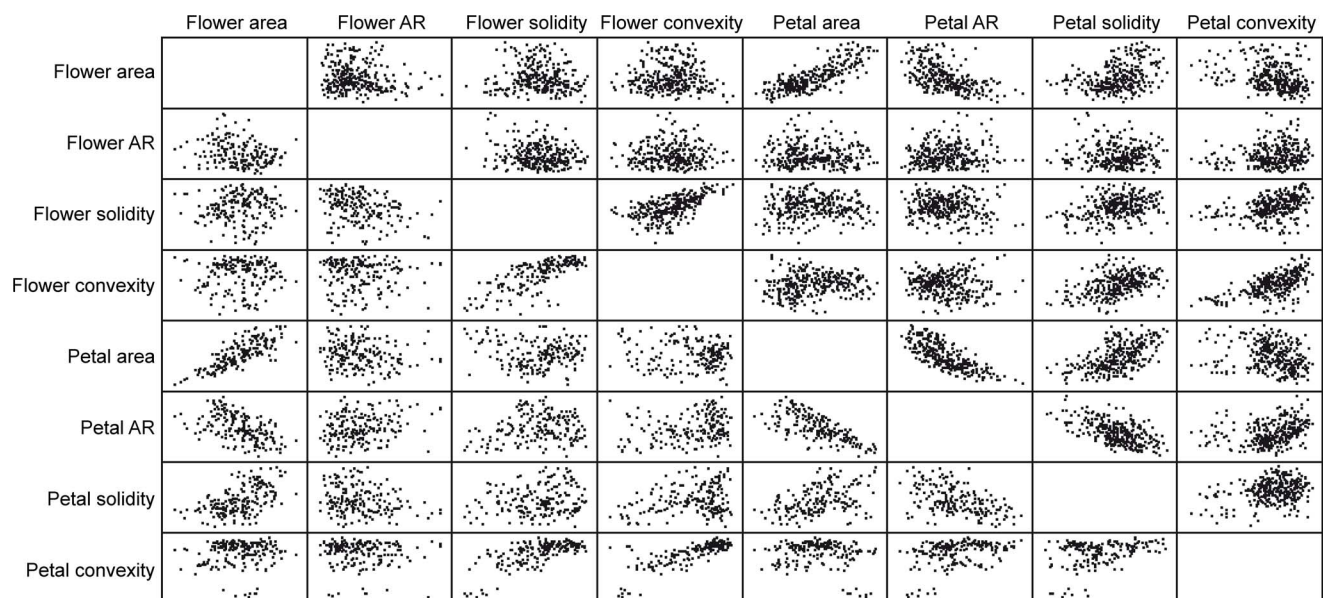 Flower area Flower AR Flower solidity Flower convexity Petal area Petal AR Petal solidity Petal convexity
Flower area
Flower AR
Flower solidity
Flower convexity
Petal area
Petal AR
Petal solidity
Petal convexity